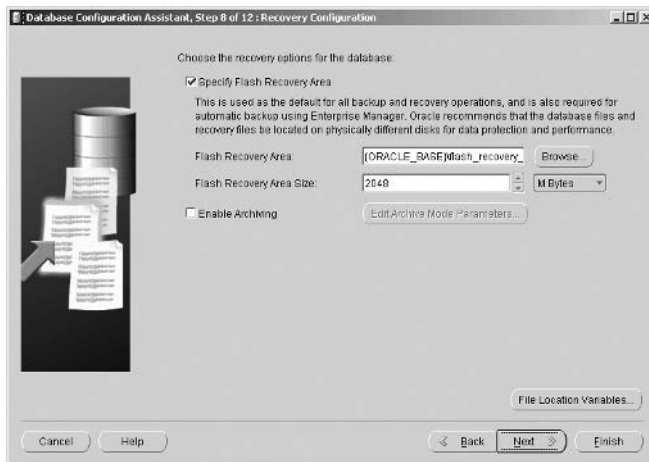 Database Configuration Assistant, Step 8 of 12 : Recovery Configuration
Choose the recovery options for the database:
Specify Flash Recovery Area
This is used as the default for all backup and recovery operations, and is also required for
automatic backup using Enterprise Manager. Oracle recommends that the database files and
recovery files be located on physically different disks for data protection and performance.
Flash Recovery Area: {ORACLE_BASE}\flash_recovery_ Browse...
Flash Recovery Area Size: 2048 M Bytes
Enable Archiving Edit Archive Mode Parameters...
File Location Variables...
Cancel Help Back Next Finish